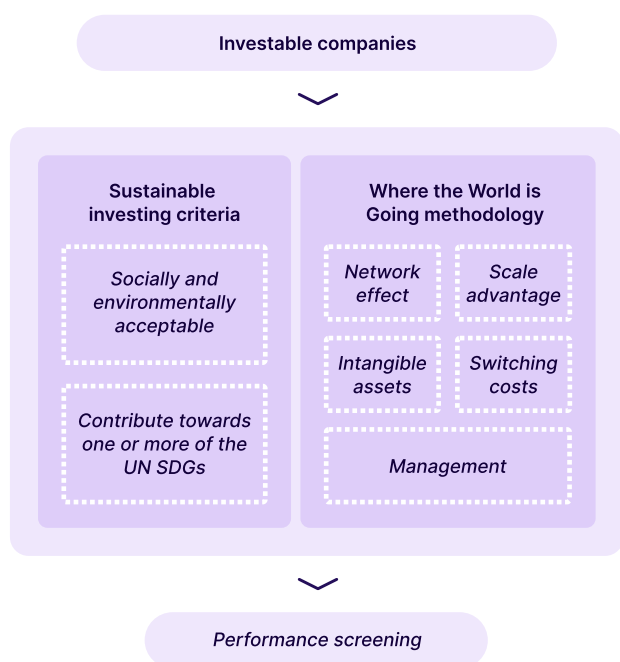 Investable companies
Sustainable
investing criteria
Socially and
environmentally
acceptable
Contribute towards
one or more of the
UN SDGs
Where the World is
Going methodology
Network
effect
Scale
advantage
Intangible
assets
Switching
costs
Management
Performance screening